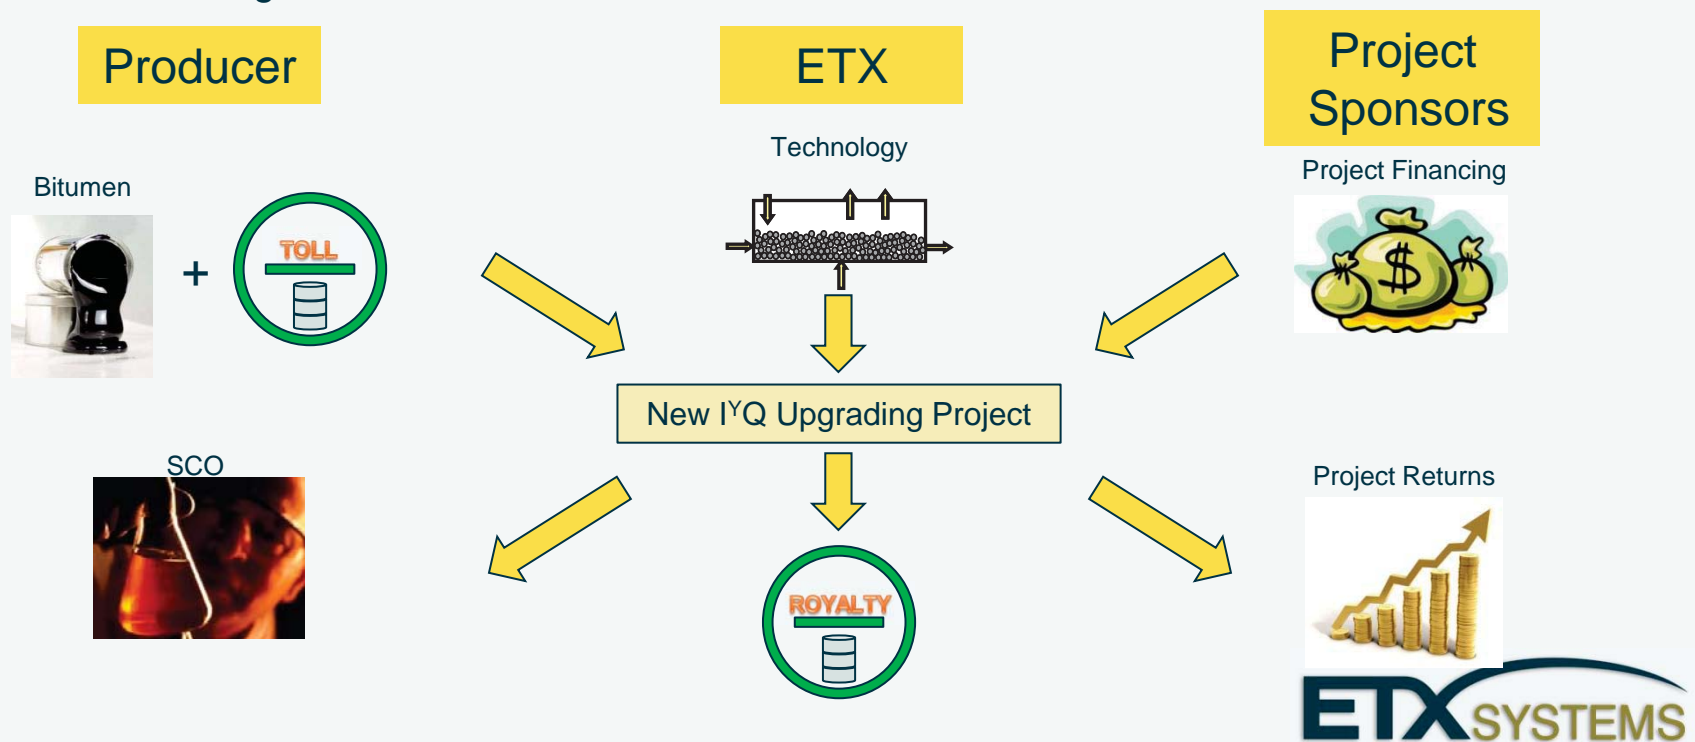 Producer
ETX
Project
Sponsors
Technology
Project Financing
Bitumen
TOLL
+
$
New IYQ Upgrading Project
SCO
Project Returns
ROYALTY
ETX SYSTEMS